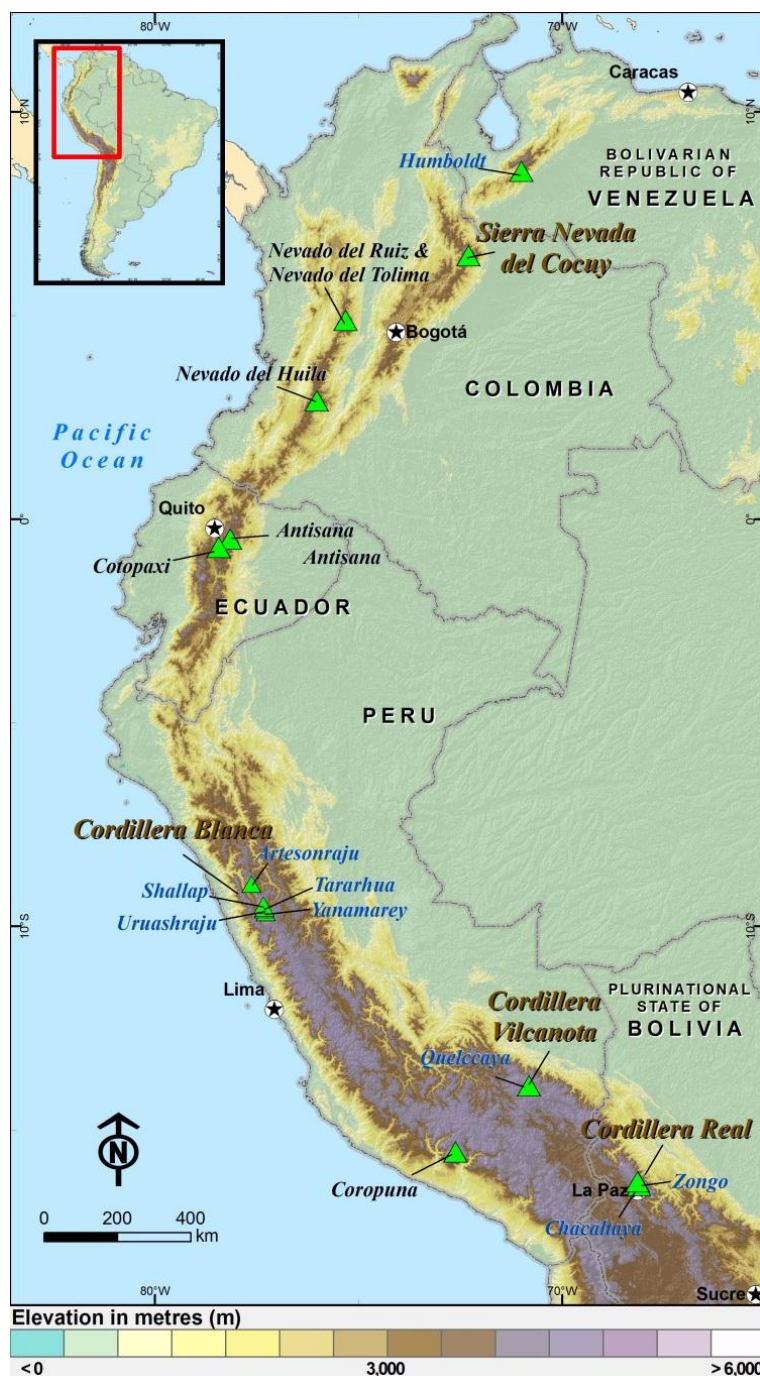 80°W
70°W
Caracas
10°N
10°N
Humboldt
BOLIVARIAN
REPUBLIC OF
VENEZUELA
Sierra Nevada
del Cocuy
Nevado del Ruiz &
Nevado del Tolima
Bogotá
Nevado del Huila
COLOMBIA
Pacific
Ocean
Quito
0°
0°
Antisana
Cotopaxi
Antisana
ECUADOR
PERU
Cordillera Blanca
Artesonraju
Shallap
Tararhua
Uruashraju
Yanamarey
10°S
10°S
Lima
PLURINATIONAL
STATE OF
BOLIVIA
Cordillera
Vilcanota
Quelccaya
Cordillera Real
Coropuna
La Paz
Zongo
Chacaltaya
N
0 200 400
km
Sucre
80°W
70°W
Elevation in metres (m)
< 0 3,000 > 6,000